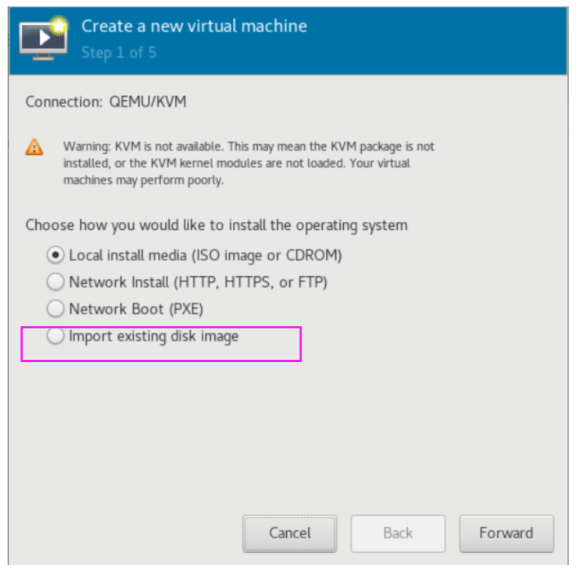 Create a new virtual machine
Step 1 of 5
Connection: QEMU/KVM
Warning: KVM is not available. This may mean the KVM package is not
installed, or the KVM kernel modules are not loaded. Your virtual
machines may perform poorly.
Choose how you would like to install the operating system
Local install media (ISO image or CDROM)
Network Install (HTTP, HTTPS, or FTP)
Network Boot (PXE)
Import existing disk image
Cancel Back Forward